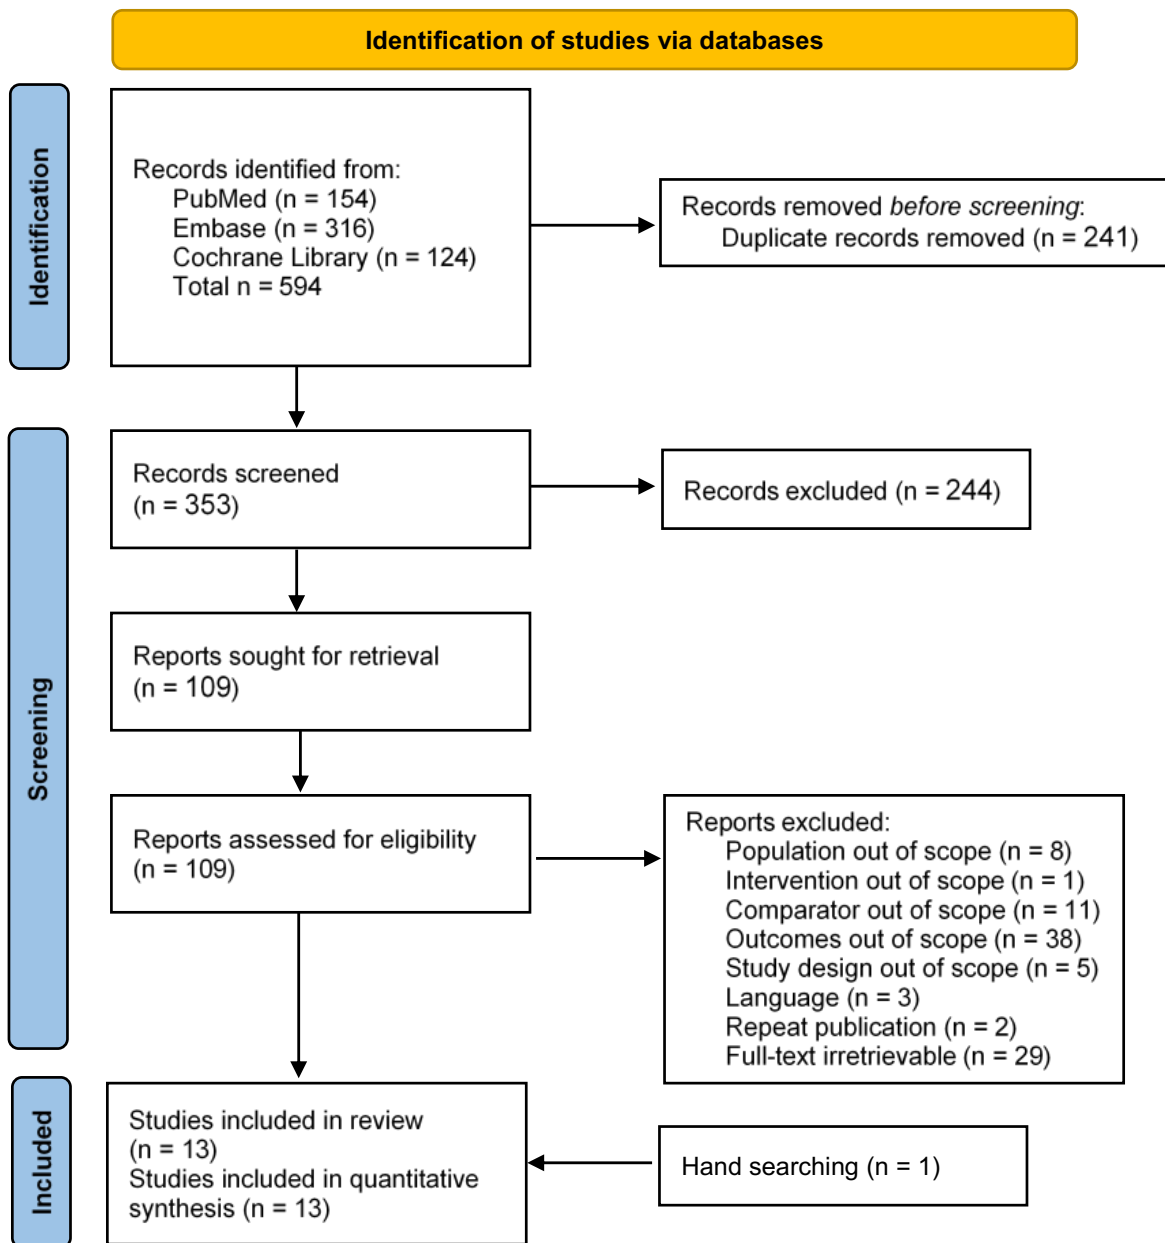 Identification of studies via databases
Identification
Records identified from:
PubMed (n = 154)
Embase (n = 316)
Cochrane Library (n = 124)
Total n = 594
Records removed before screening:
Duplicate records removed (n = 241)
Screening
Records screened
(n = 353)
Records excluded (n = 244)
Reports sought for retrieval
(n = 109)
Reports assessed for eligibility
(n = 109)
Reports excluded:
Population out of scope (n = 8)
Intervention out of scope (n = 1)
Comparator out of scope (n = 11)
Outcomes out of scope (n = 38)
Study design out of scope (n = 5)
Language (n = 3)
Repeat publication (n = 2)
Full-text irretrievable (n = 29)
Included
Studies included in review
(n = 13)
Studies included in quantitative
synthesis (n = 13)
Hand searching (n = 1)